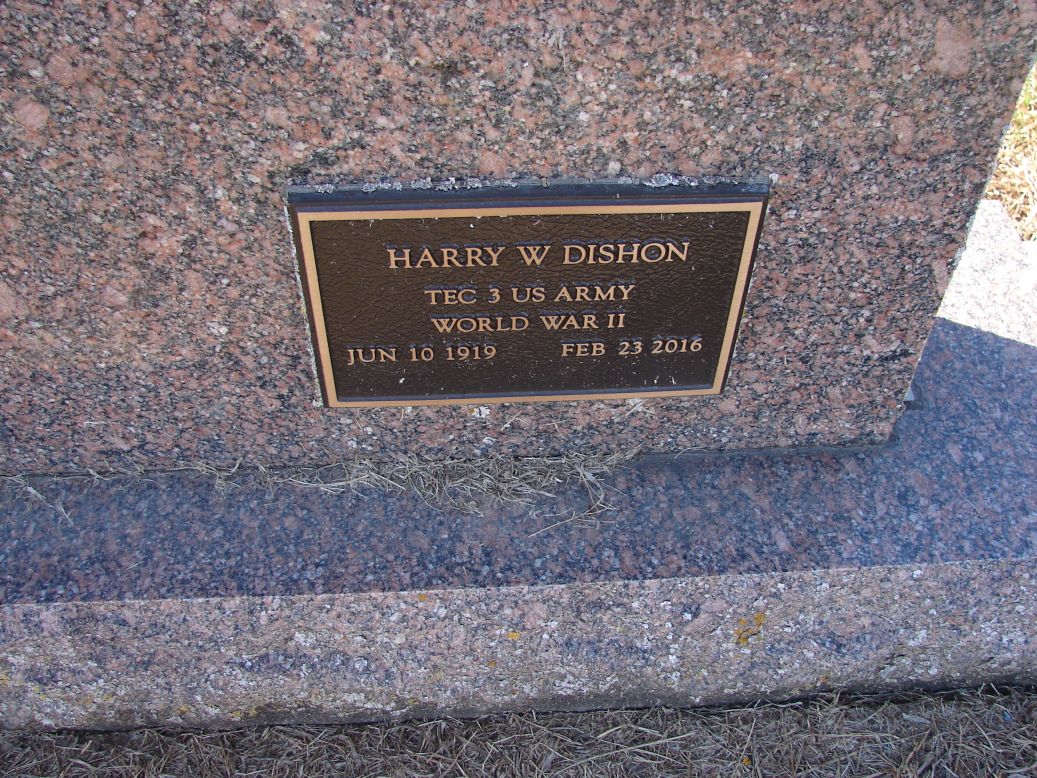 HARRY W DISHON
TEC 3 US ARMY
WORLD WAR II
JUN 10 1919 FEB 23 2016